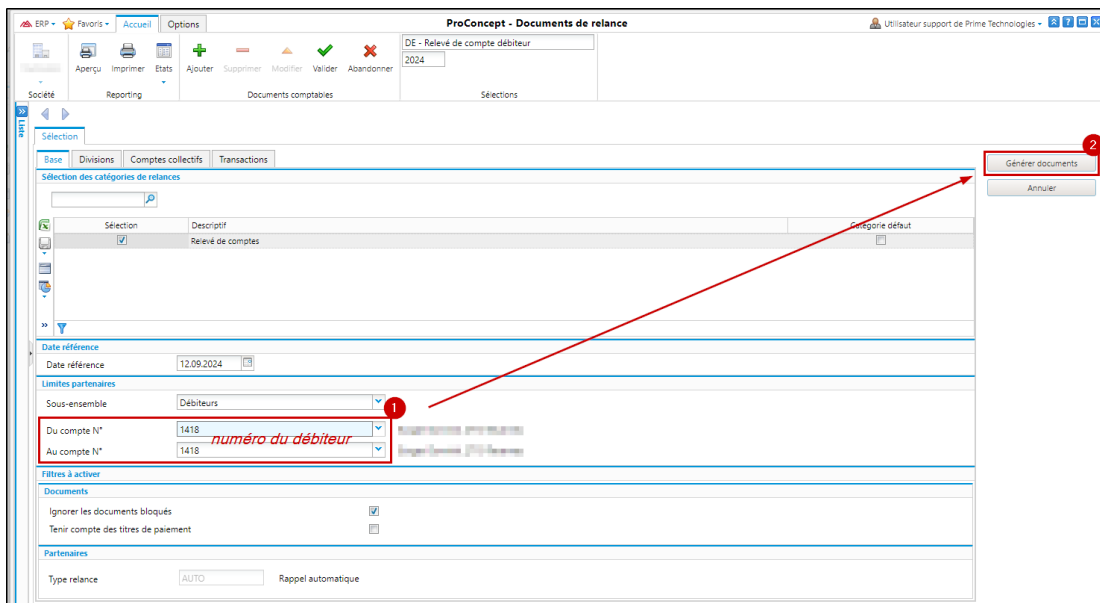 ERP Favoris Accueil Options ProConcept - Documents de relance Utilisateur support de Prime Technologies
Aperçu Imprimer Etats Ajouter Supprimer Modifier Valider Abandonner
DE - Relevé de compte débiteur
2024
Société Reporting Documents comptables Sélections
Liste
Sélection
Base Divisions Comptes collectifs Transactions
2
Générer documents
Annuler
Sélection des catégories de relances
Sélection Descriptif Catégorie défaut
Relevé de comptes
Date référence
Date référence 12.09.2024
Limites partenaires
Sous-ensemble Débiteurs
1
Du compte N° 1418
numéro du débiteur
Au compte N° 1418
Filtres à activer
Documents
Ignorer les documents bloqués
Tenir compte des titres de paiement
Partenaires
Type relance AUTO Rappel automatique